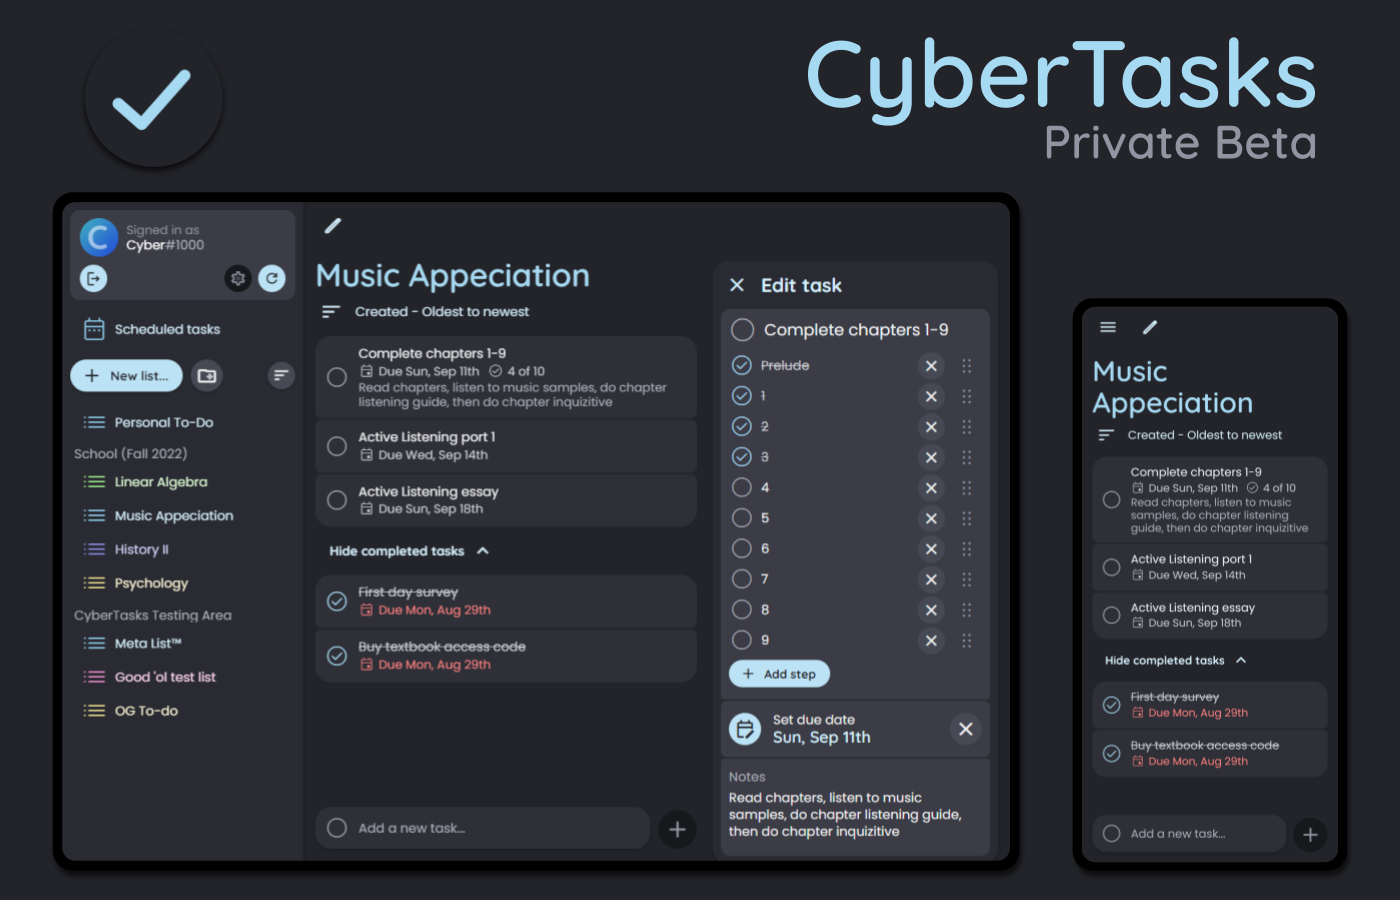 CyberTasks
Private Beta
Signed in as
Cyber#1000
Scheduled tasks
New list...
Personal To-Do
School (Fall 2022)
Linear Algebra
Music Appeciation
History II
Psychology
CyberTasks Testing Area
Meta List™
Good 'ol test list
OG To-do
Music Appeciation
Created - Oldest to newest
Complete chapters 1-9
Due Sun, Sep 11th 4 of 10
Read chapters, listen to music samples, do chapter
listening guide, then do chapter inquizitive
Active Listening port 1
Due Wed, Sep 14th
Active Listening essay
Due Sun, Sep 18th
Hide completed tasks
First day survey
Due Mon, Aug 29th
Buy textbook access code
Due Mon, Aug 29th
Add a new task...
Edit task
Complete chapters 1-9
Prelude
1
2
3
4
5
6
7
8
9
Add step
Set due date
Sun, Sep 11th
Notes
Read chapters, listen to music
samples, do chapter listening guide,
then do chapter inquizitive
Music
Appeciation
Created - Oldest to newest
Complete chapters 1-9
Due Sun, Sep 11th 4 of 10
Read chapters, listen to music
samples, do chapter listening
guide, then do chapter inquizitive
Active Listening port 1
Due Wed, Sep 14th
Active Listening essay
Due Sun, Sep 18th
Hide completed tasks
First day survey
Due Mon, Aug 29th
Buy textbook access code
Due Mon, Aug 29th
Add a new task...